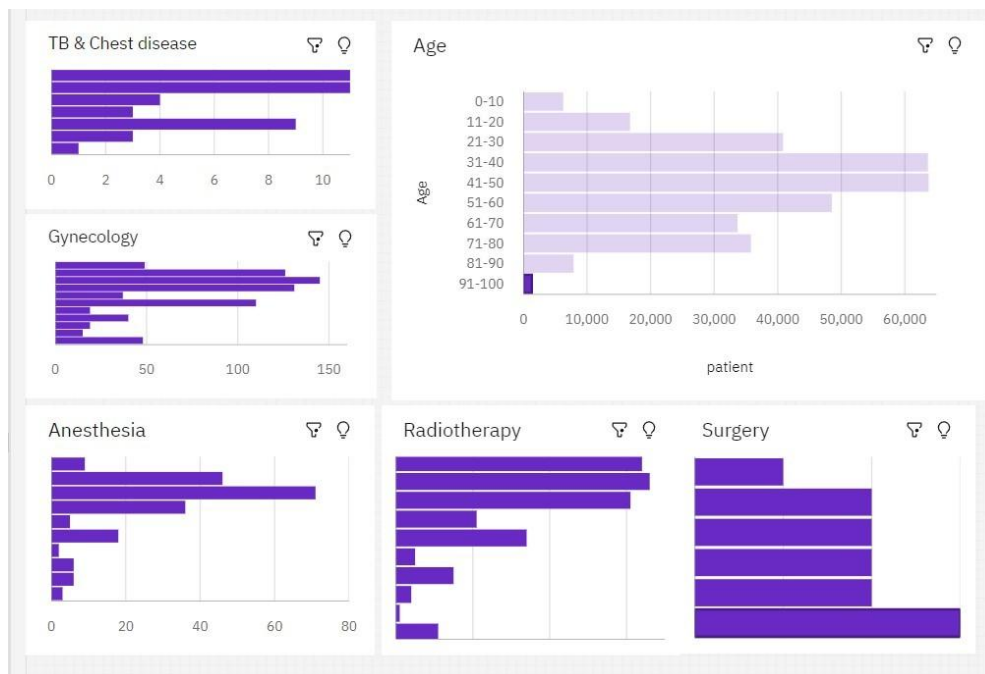 TB & Chest disease
0 2 4 6 8 10
Gynecology
0 50 100 150
Age
Age
0-10
11-20
21-30
31-40
41-50
51-60
61-70
71-80
81-90
91-100
0 10,000 20,000 30,000 40,000 50,000 60,000
patient
Anesthesia
0 20 40 60 80
Radiotherapy
Surgery